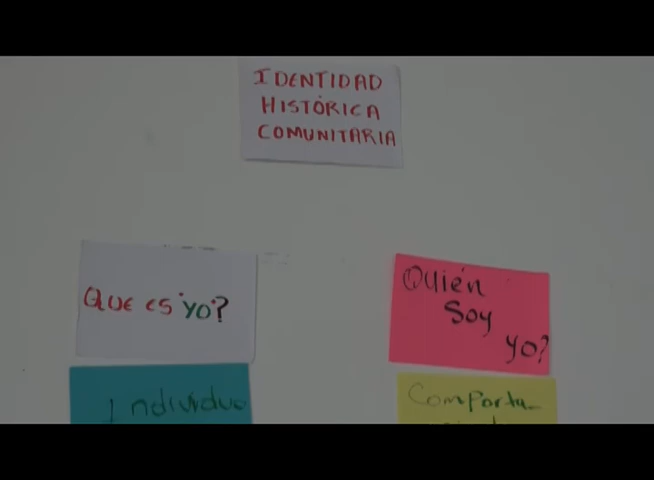 IDENTIDAD
HISTÓRICA
COMUNITARIA
QUE ES "YO"?
Quién
Soy
yo?
Individuo
Comporta-